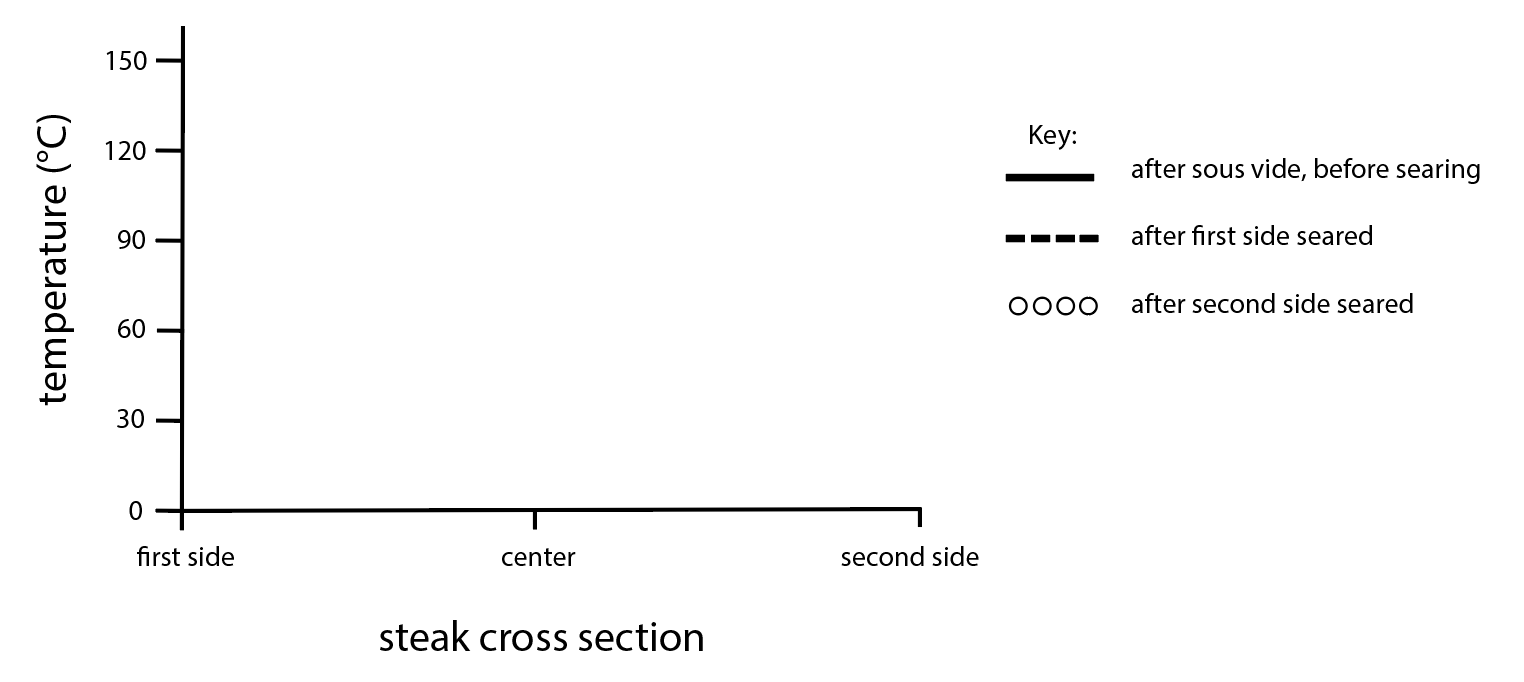 temperature (°C)
150
120
90
60
30
0
first side
center
second side
steak cross section
Key:
after sous vide, before searing
after first side seared
after second side seared